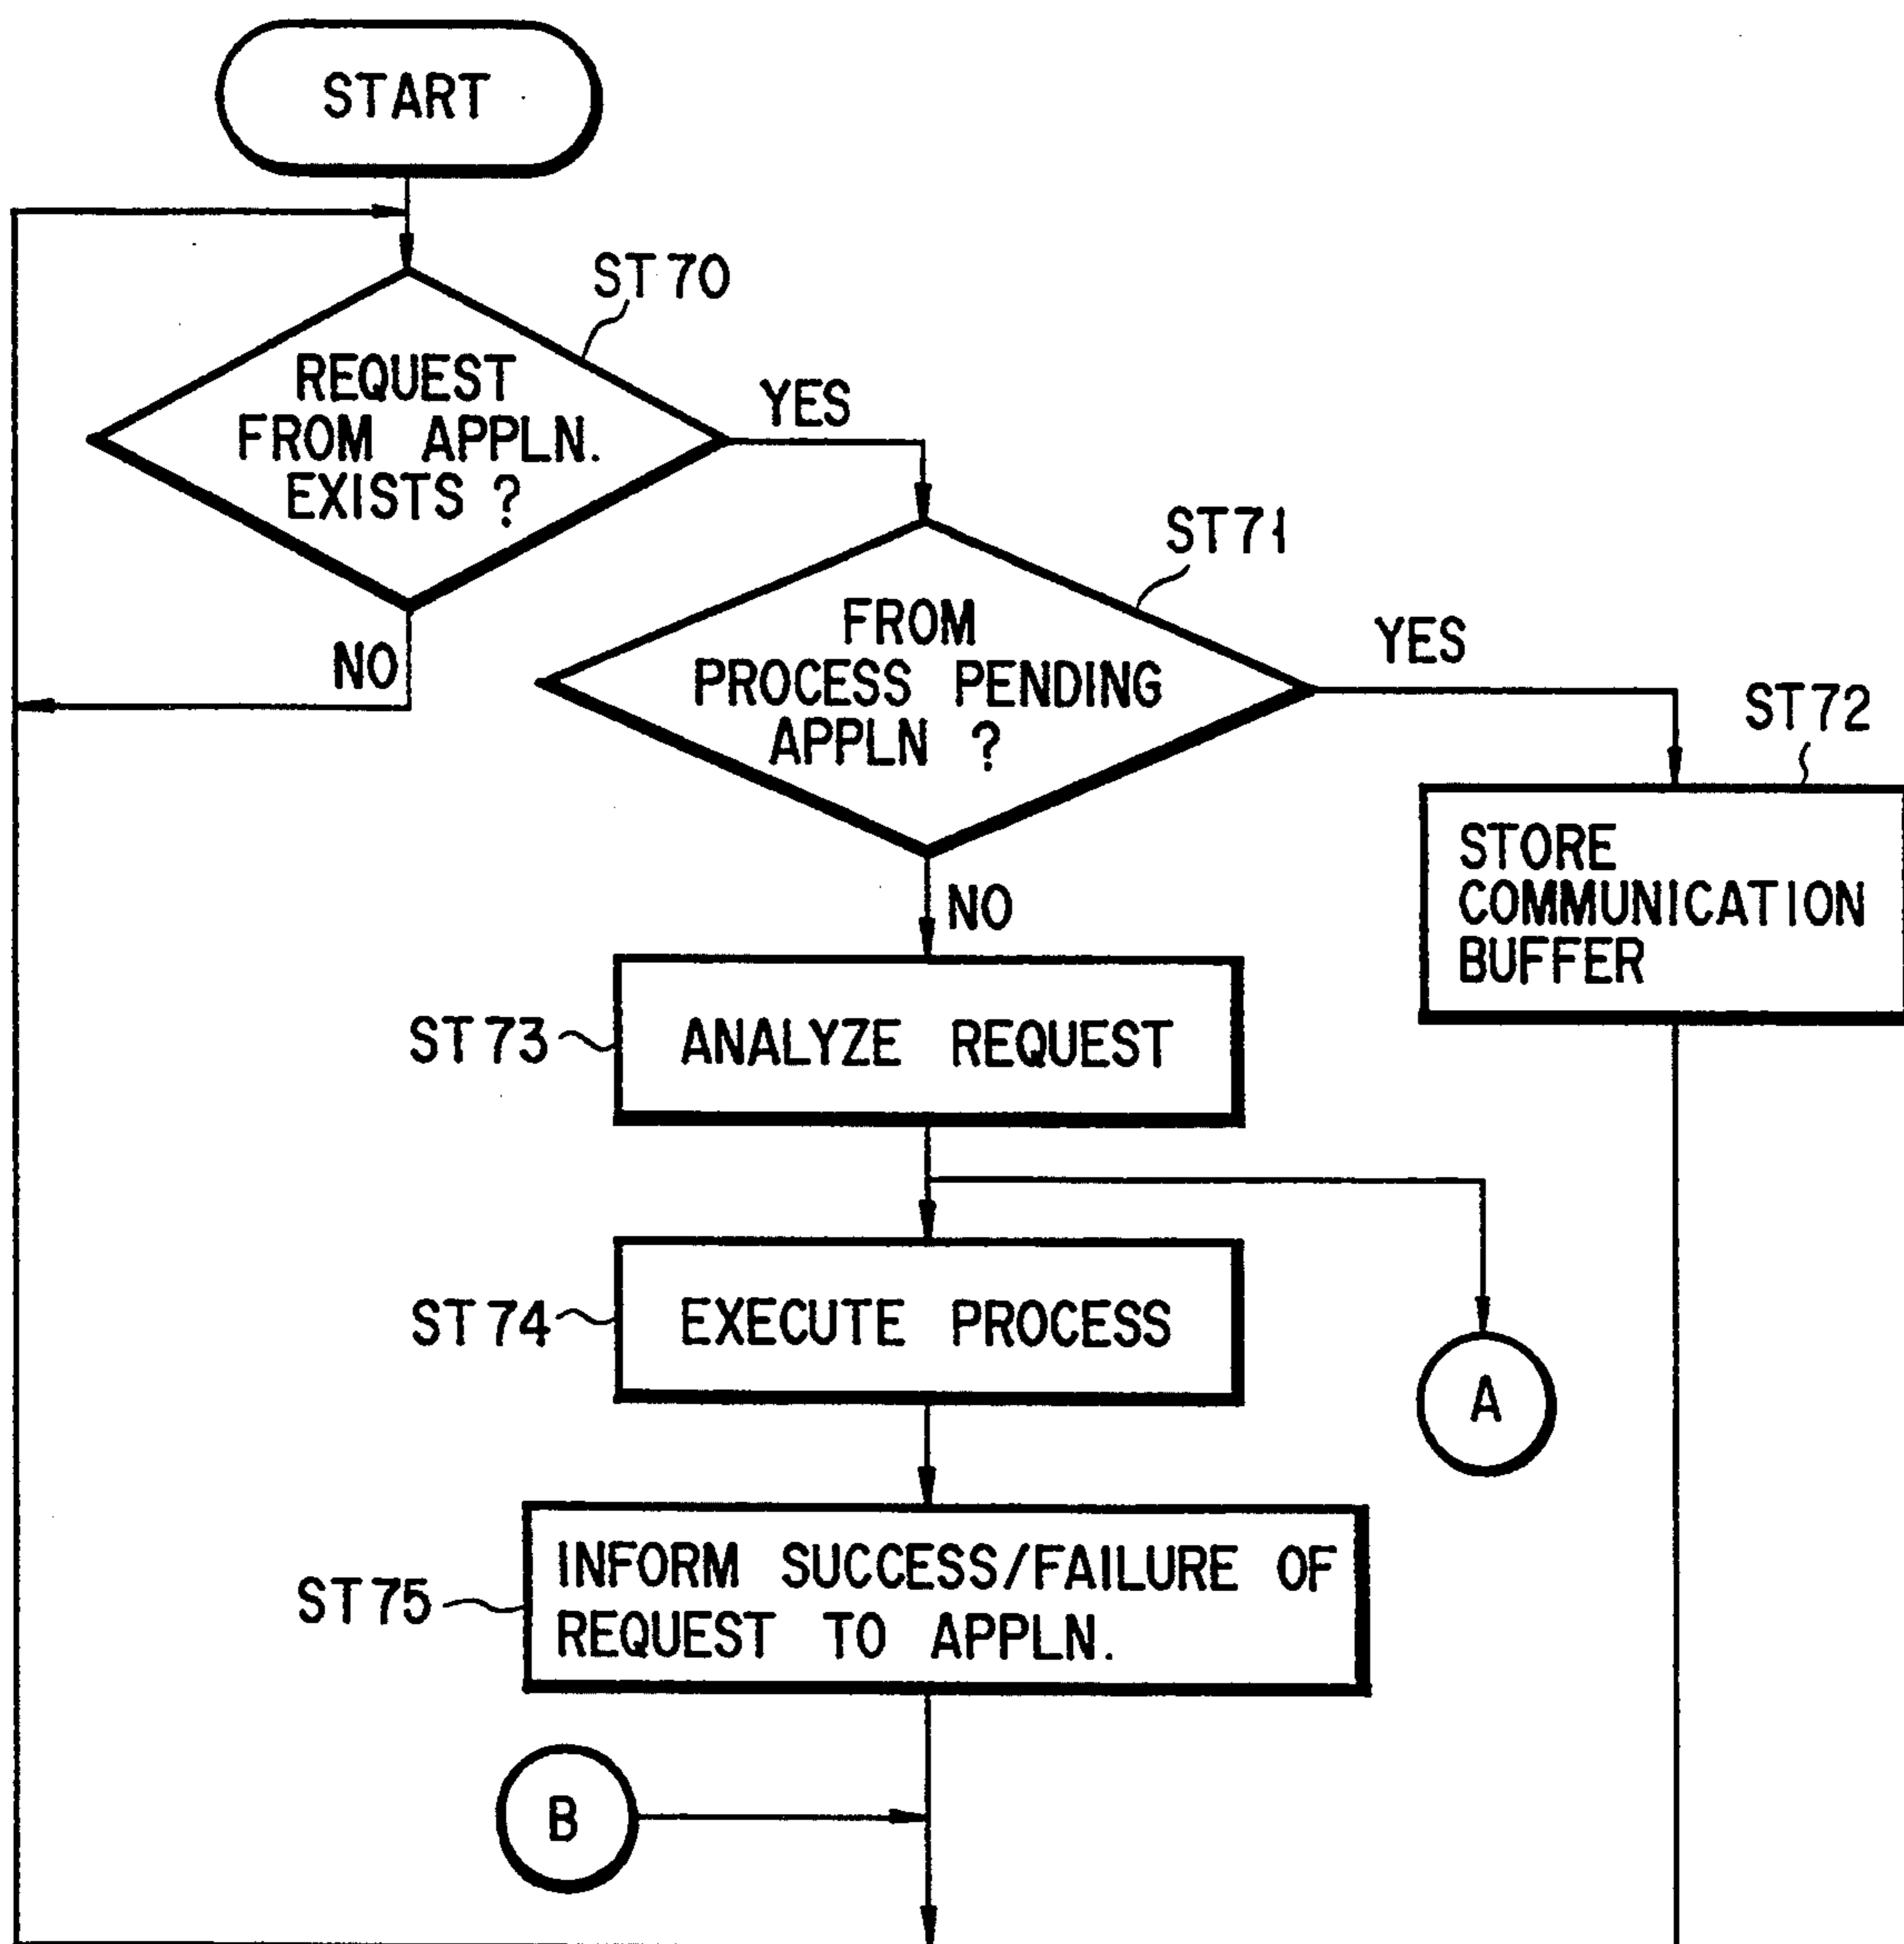 START
ST70
REQUEST
FROM APPLN.
EXISTS ?
YES
NO
ST71
FROM
PROCESS PENDING
APPLN ?
YES
NO
ST72
STORE
COMMUNICATION
BUFFER
ST73
ANALYZE REQUEST
ST74
EXECUTE PROCESS
A
ST75
INFORM SUCCESS/FAILURE OF
REQUEST TO APPLN.
B